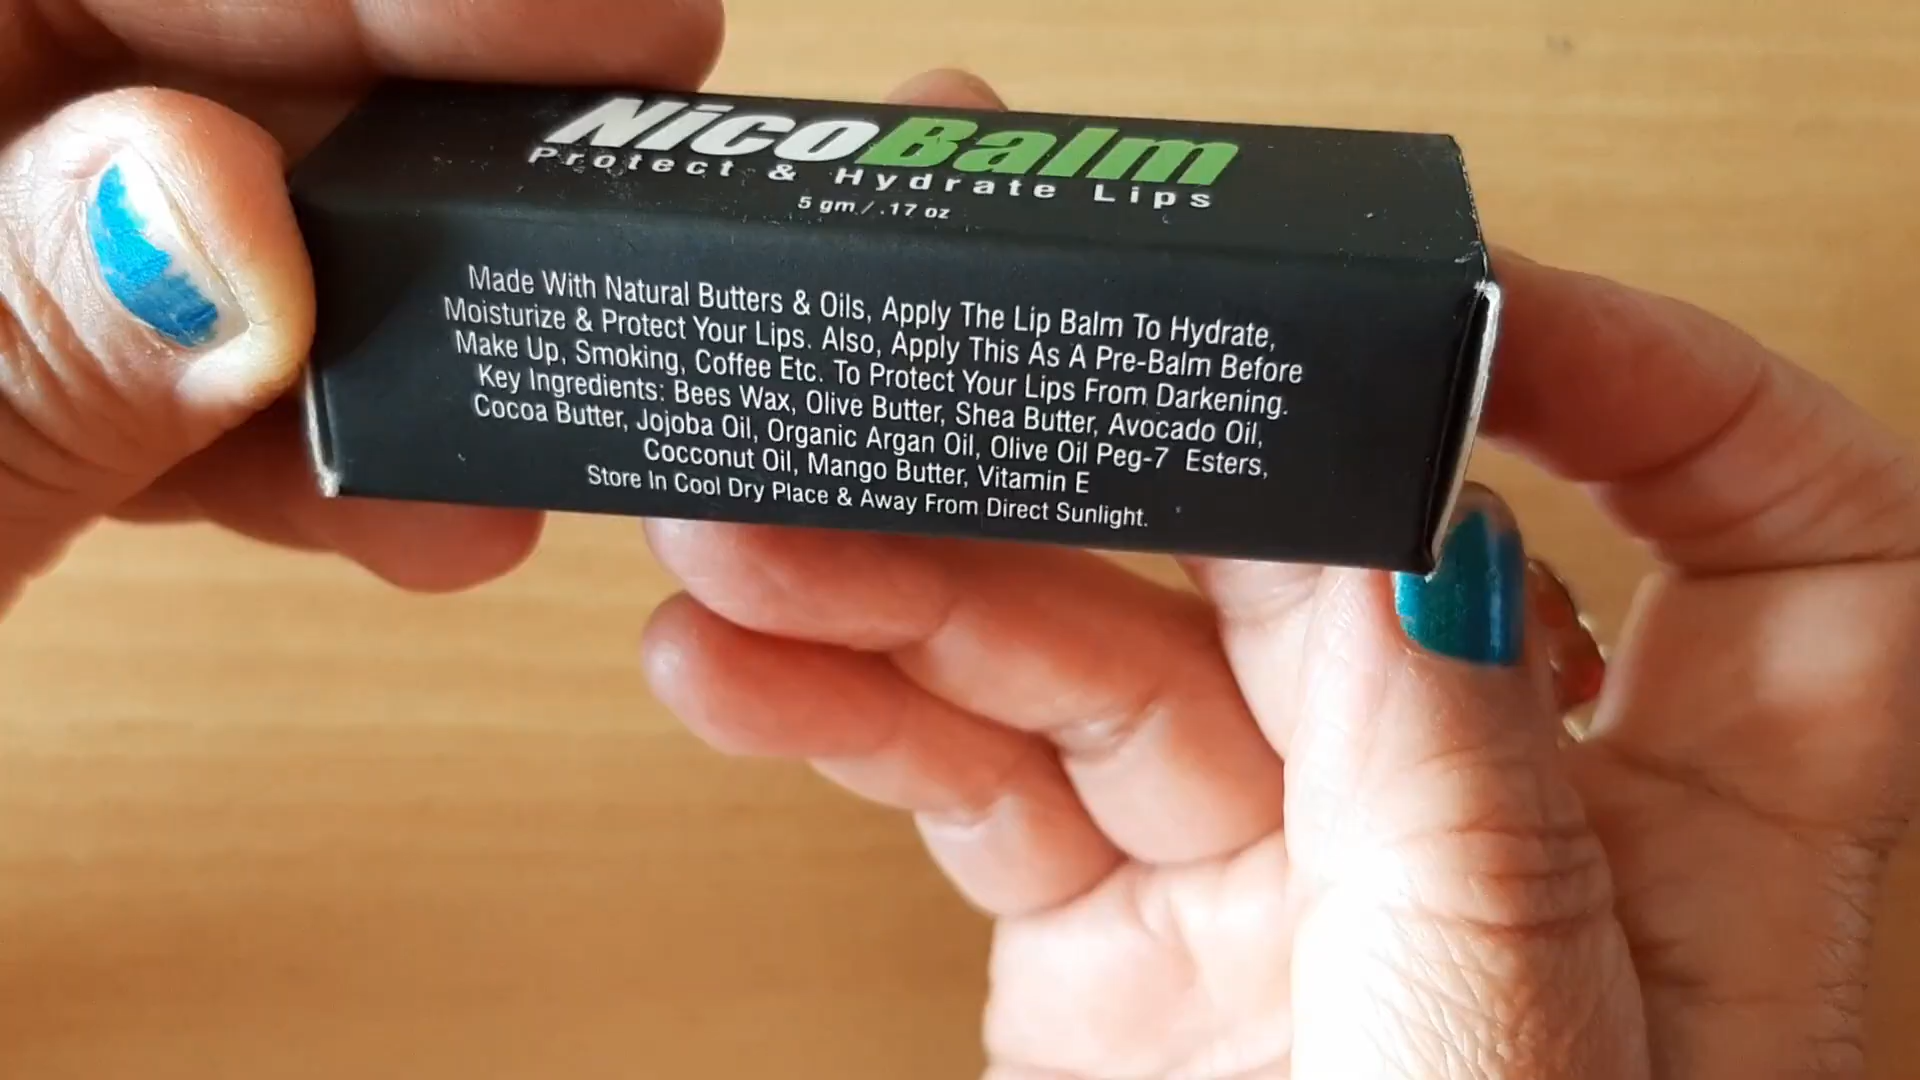 NicoBalm
Protect & Hydrate Lips
5 gm / .17 oz
Made With Natural Butters & Oils, Apply The Lip Balm To Hydrate,
Moisturize & Protect Your Lips. Also, Apply This As A Pre-Balm Before
Make Up, Smoking, Coffee Etc. To Protect Your Lips From Darkening.
Key Ingredients: Bees Wax, Olive Butter, Shea Butter, Avocado Oil,
Cocoa Butter, Jojoba Oil, Organic Argan Oil, Olive Oil Peg-7 Esters,
Cocconut Oil, Mango Butter, Vitamin E
Store In Cool Dry Place & Away From Direct Sunlight.